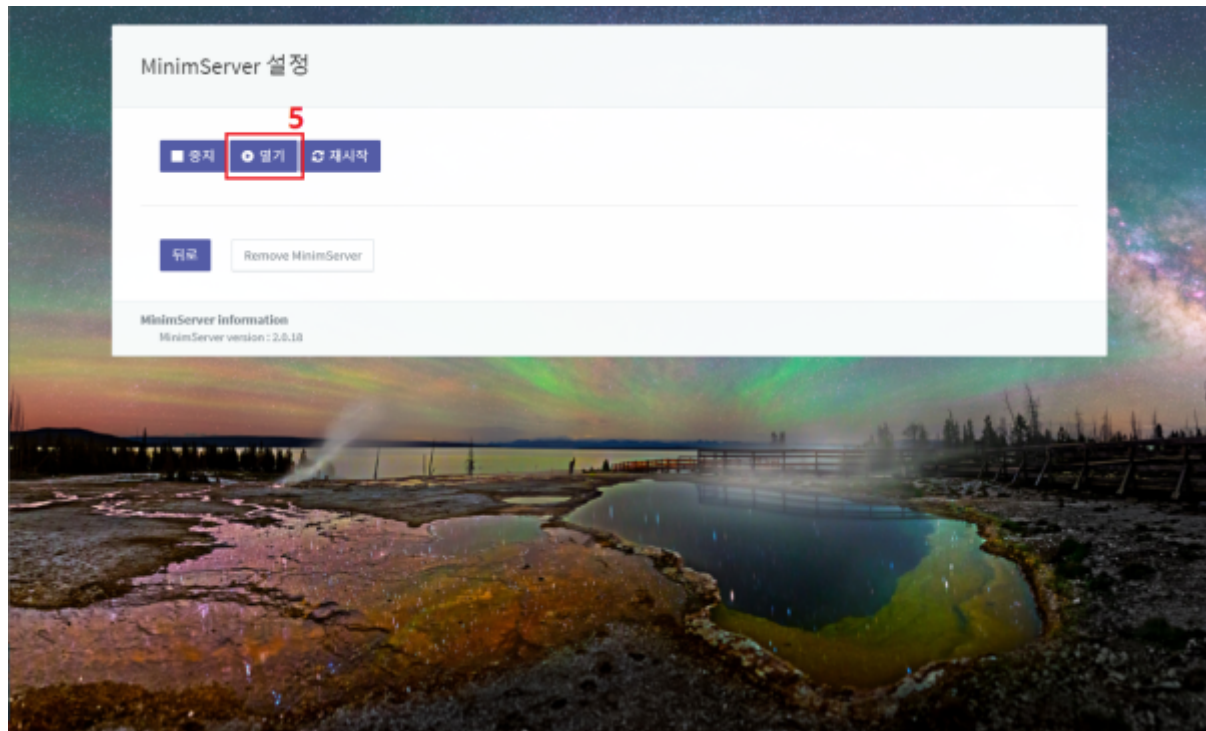 MinimServer 설정
5
중지 열기 재시작
뒤로 Remove MinimServer
MinimServer information
MinimServer version : 2.0.18